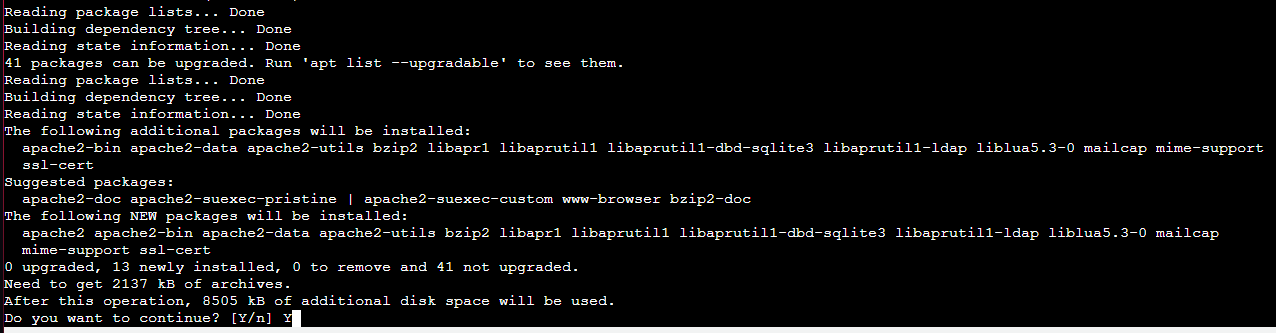 Reading package lists... Done
Building dependency tree... Done
Reading state information... Done
41 packages can be upgraded. Run 'apt list --upgradable' to see them.
Reading package lists... Done
Building dependency tree... Done
Reading state information... Done
The following additional packages will be installed:
  apache2-bin apache2-data apache2-utils bzip2 libapr1 libaprutil1 libaprutil1-dbd-sqlite3 libaprutil1-ldap liblua5.3-0 mailcap mime-support
  ssl-cert
Suggested packages:
  apache2-doc apache2-suexec-pristine | apache2-suexec-custom www-browser bzip2-doc
The following NEW packages will be installed:
  apache2 apache2-bin apache2-data apache2-utils bzip2 libapr1 libaprutil1 libaprutil1-dbd-sqlite3 libaprutil1-ldap liblua5.3-0 mailcap
  mime-support ssl-cert
0 upgraded, 13 newly installed, 0 to remove and 41 not upgraded.
Need to get 2137 kB of archives.
After this operation, 8505 kB of additional disk space will be used.
Do you want to continue? [Y/n] Y